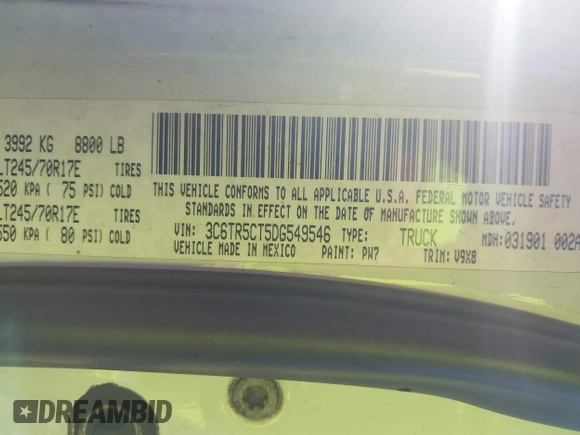 3992 KG 8800 LB
LT245/70R17E TIRES
520 KPA ( 75 PSI) COLD
LT245/70R17E TIRES
550 KPA ( 80 PSI) COLD
THIS VEHICLE CONFORMS TO ALL APPLICABLE U.S.A. FEDERAL MOTOR VEHICLE SAFETY
STANDARDS IN EFFECT ON THE DATE OF MANUFACTURE SHOWN ABOVE.
VIN: 3C6TR5CT5DG549546 TYPE: TRUCK MDH:031901 002A
VEHICLE MADE IN MEXICO PAINT: PW7 TRIM: V9X8
DREAMBID